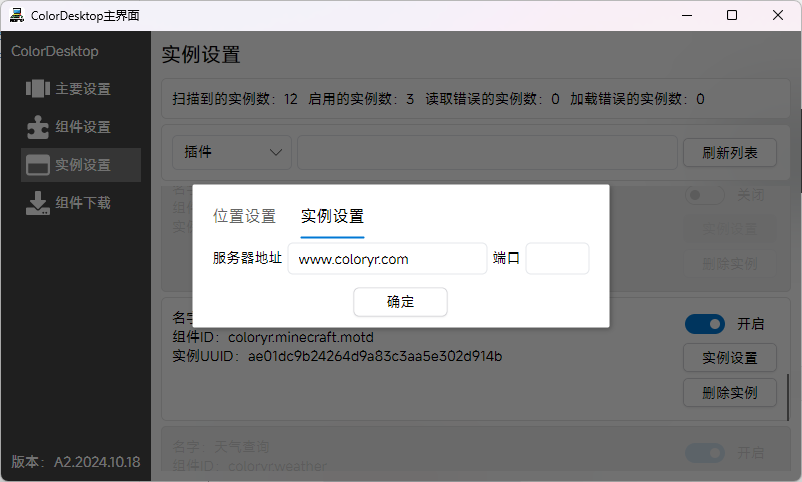 ColorDesktop主界面
ColorDesktop
主要设置
组件设置
实例设置
组件下载
版本：A2.2024.10.18
实例设置
扫描到的实例数：12 启用的实例数：3 读取错误的实例数：0 加载错误的实例数：0
插件
刷新列表
关闭
实例设置
删除实例
位置设置 实例设置
服务器地址 www.coloryr.com 端口
确定
名字
开启
组件ID：coloryr.minecraft.motd
实例UUID：ae01dc9b24264d9a83c3aa5e302d914b
实例设置
删除实例
名字 天气查询
开启
组件ID：coloryr.weather